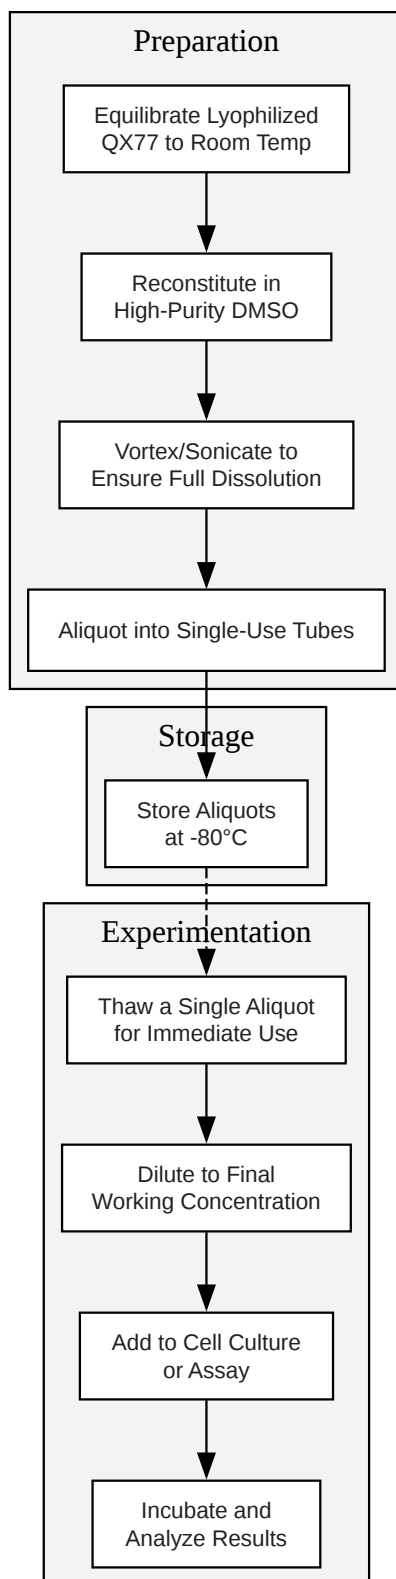 Preparation
Equilibrate Lyophilized
QX77 to Room Temp
Reconstitute in
High-Purity DMSO
Vortex/Sonicate to
Ensure Full Dissolution
Aliquot into Single-Use Tubes
Storage
Store Aliquots
at -80°C
Experimentation
Thaw a Single Aliquot
for Immediate Use
Dilute to Final
Working Concentration
Add to Cell Culture
or Assay
Incubate and
Analyze Results